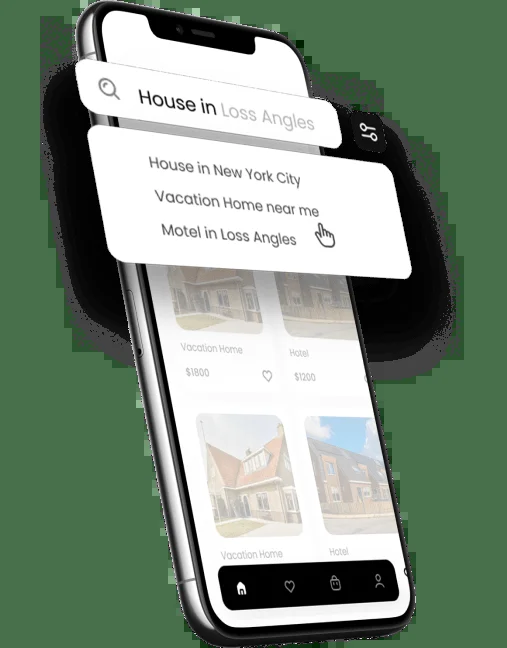 House in Loss Angles
House in New York City
Vacation Home near me
Motel in Loss Angles
Vacation Home
Hotel
$1800
$1200
Vacation Home
Hotel